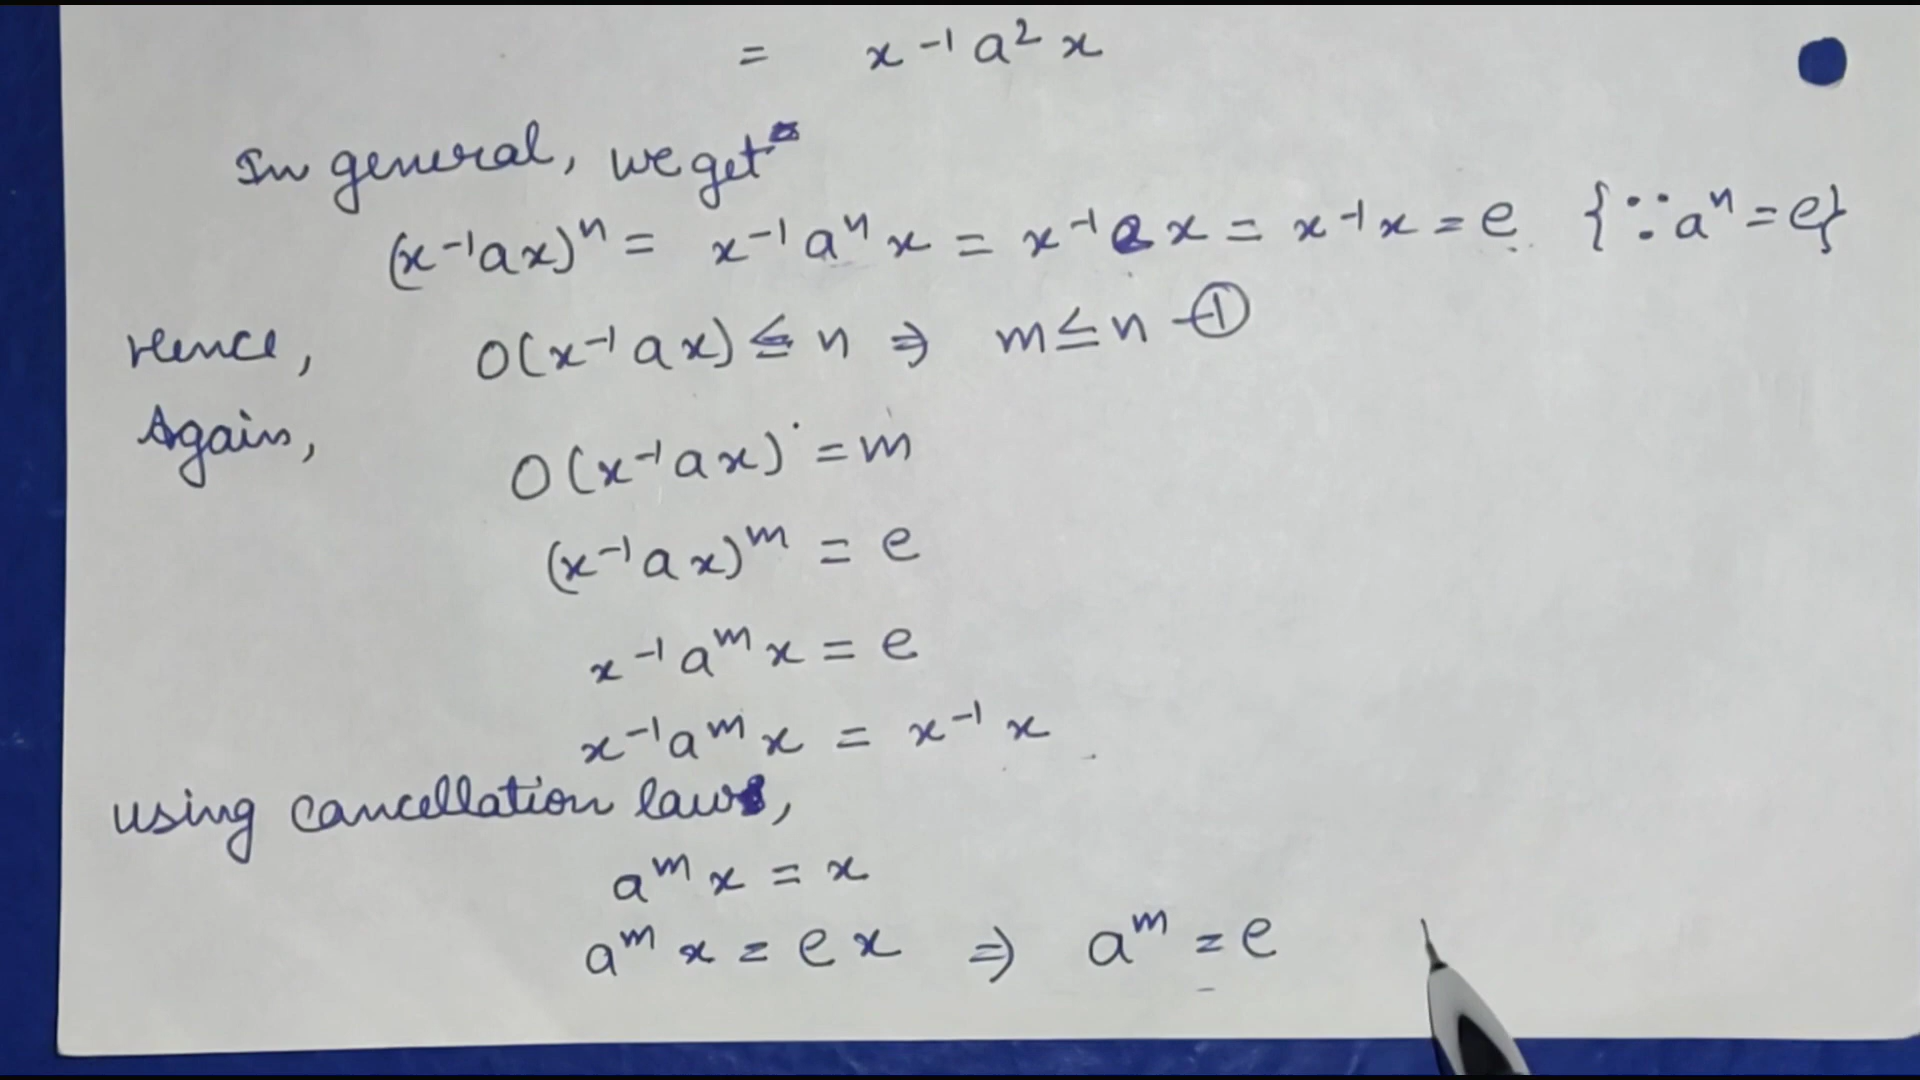 = x⁻¹a²x
In general, we get
(x⁻¹ax)ⁿ = x⁻¹aⁿx = x⁻¹ex = x⁻¹x = e {∵aⁿ=e}
Hence, O(x⁻¹ax) ≤ n ⇒ m≤n -①
Again,
O(x⁻¹ax) = m
(x⁻¹ax)ᵐ = e
x⁻¹aᵐx = e
x⁻¹aᵐx = x⁻¹x
using cancellation laws,
aᵐx = x
aᵐx = ex ⇒ aᵐ = e